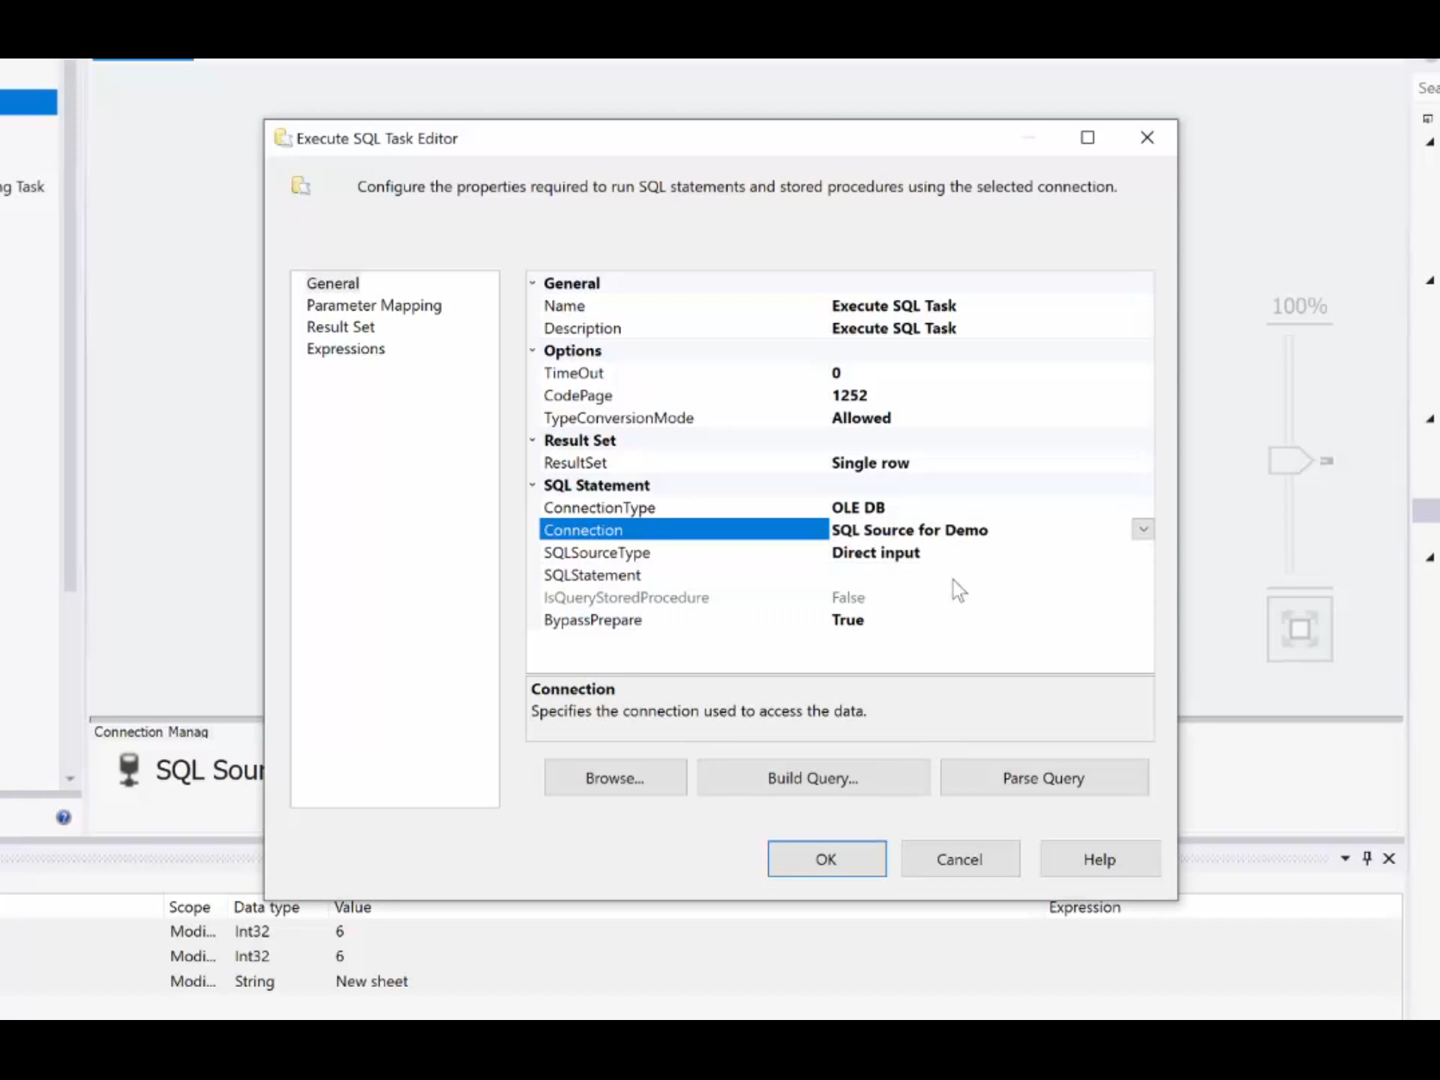 Sea
ng Task
Execute SQL Task Editor
Configure the properties required to run SQL statements and stored procedures using the selected connection.
General
Parameter Mapping
Result Set
Expressions
General
Name Execute SQL Task
Description Execute SQL Task
Options
TimeOut 0
CodePage 1252
TypeConversionMode Allowed
Result Set
ResultSet Single row
SQL Statement
ConnectionType OLE DB
Connection SQL Source for Demo
SQLSourceType Direct input
SQLStatement
IsQueryStoredProcedure False
BypassPrepare True
Connection
Specifies the connection used to access the data.
Browse... Build Query... Parse Query
OK Cancel Help
100%
Connection Manag
SQL Sour
Scope Data type Value Expression
Modi... Int32 6
Modi... Int32 6
Modi... String New sheet